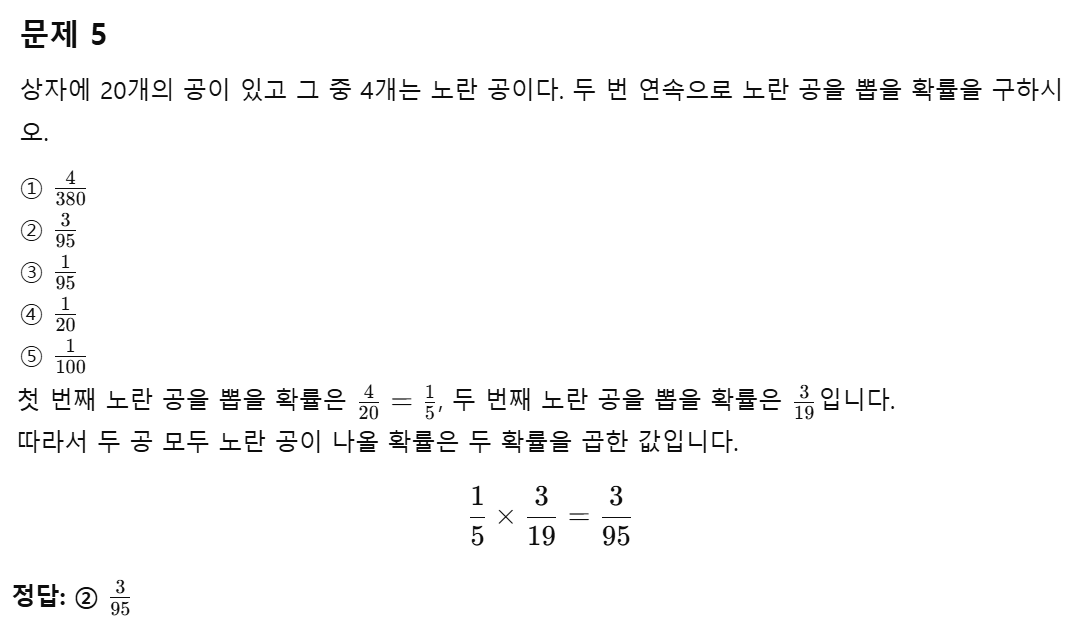 문제 5
상자에 20개의 공이 있고 그 중 4개는 노란 공이다. 두 번 연속으로 노란 공을 뽑을 확률을 구하시
오.
① 4/380
② 3/95
③ 1/95
④ 1/20
⑤ 1/100
첫 번째 노란 공을 뽑을 확률은 4/20 = 1/5, 두 번째 노란 공을 뽑을 확률은 3/19입니다.
따라서 두 공 모두 노란 공이 나올 확률은 두 확률을 곱한 값입니다.
1/5 × 3/19 = 3/95
정답: ② 3/95